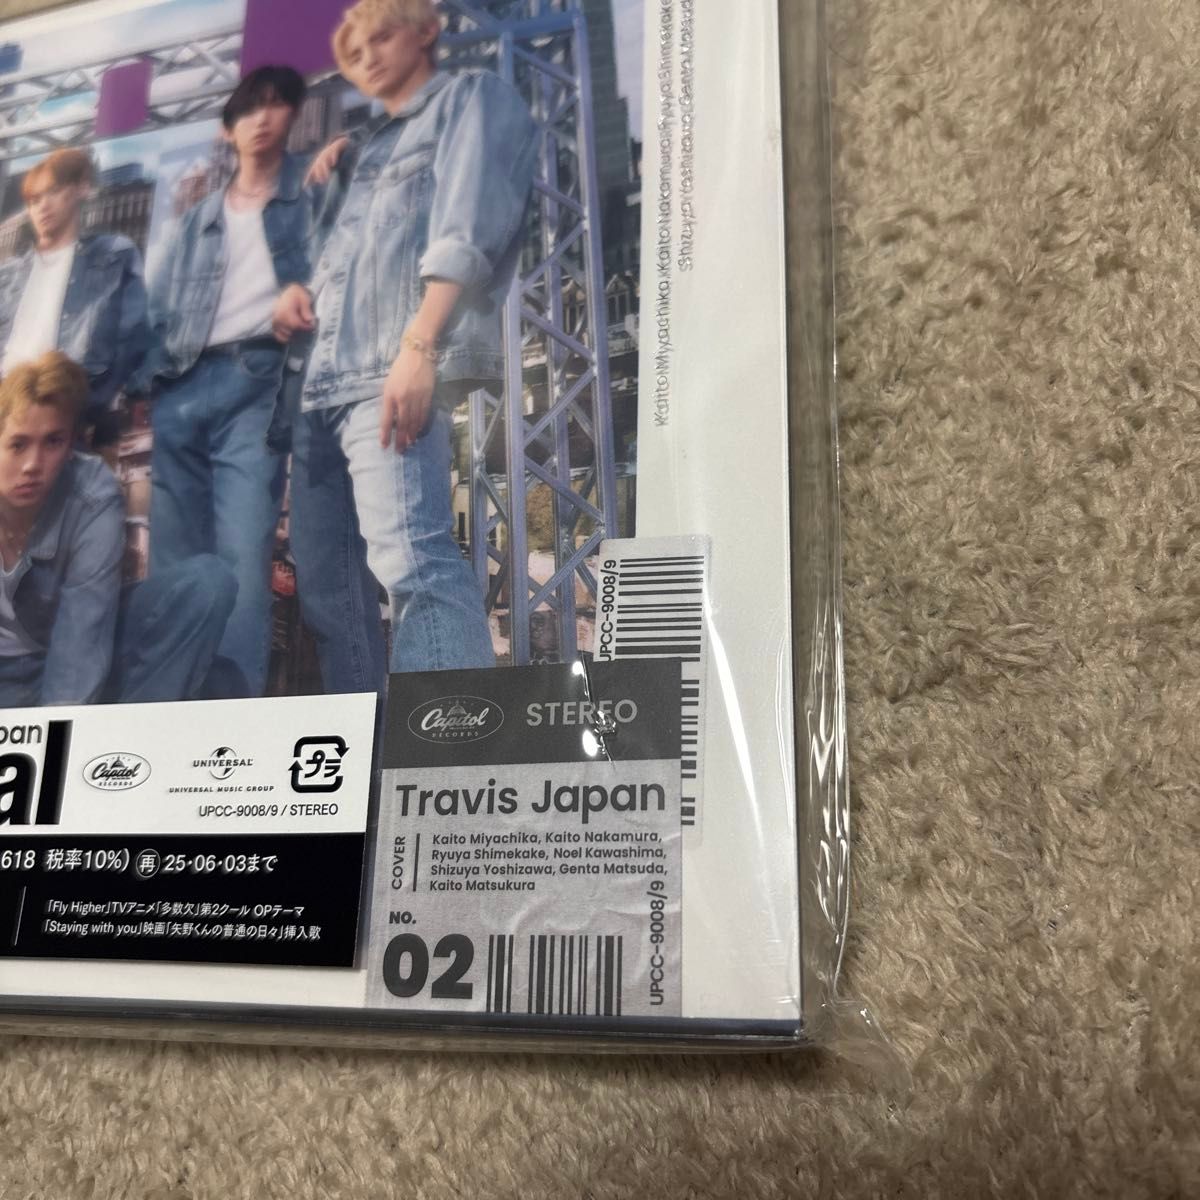 Kaito Miyachika, Kaito Nakamura, Ryuya Shimekake
Shizuya Yoshizawa, Genta Matsuda
UPCC-9008/9
Capitol
RECORDS
STEREO
Travis Japan
COVER
Kaito Miyachika, Kaito Nakamura,
Ryuya Shimekake, Noel Kawashima,
Shizuya Yoshizawa, Genta Matsuda,
Kaito Matsukura
NO.
02
UPCC-9008/9
pan
al
Capitol
RECORDS
UNIVERSAL
UNIVERSAL MUSIC GROUP
プラ
UPCC-9008/9 / STEREO
618 税率10%) 再 25・06・03まで
「Fly Higher」TVアニメ「多数欠」第2クール OPテーマ
「Staying with you」映画「矢野くんの普通の日々」挿入歌